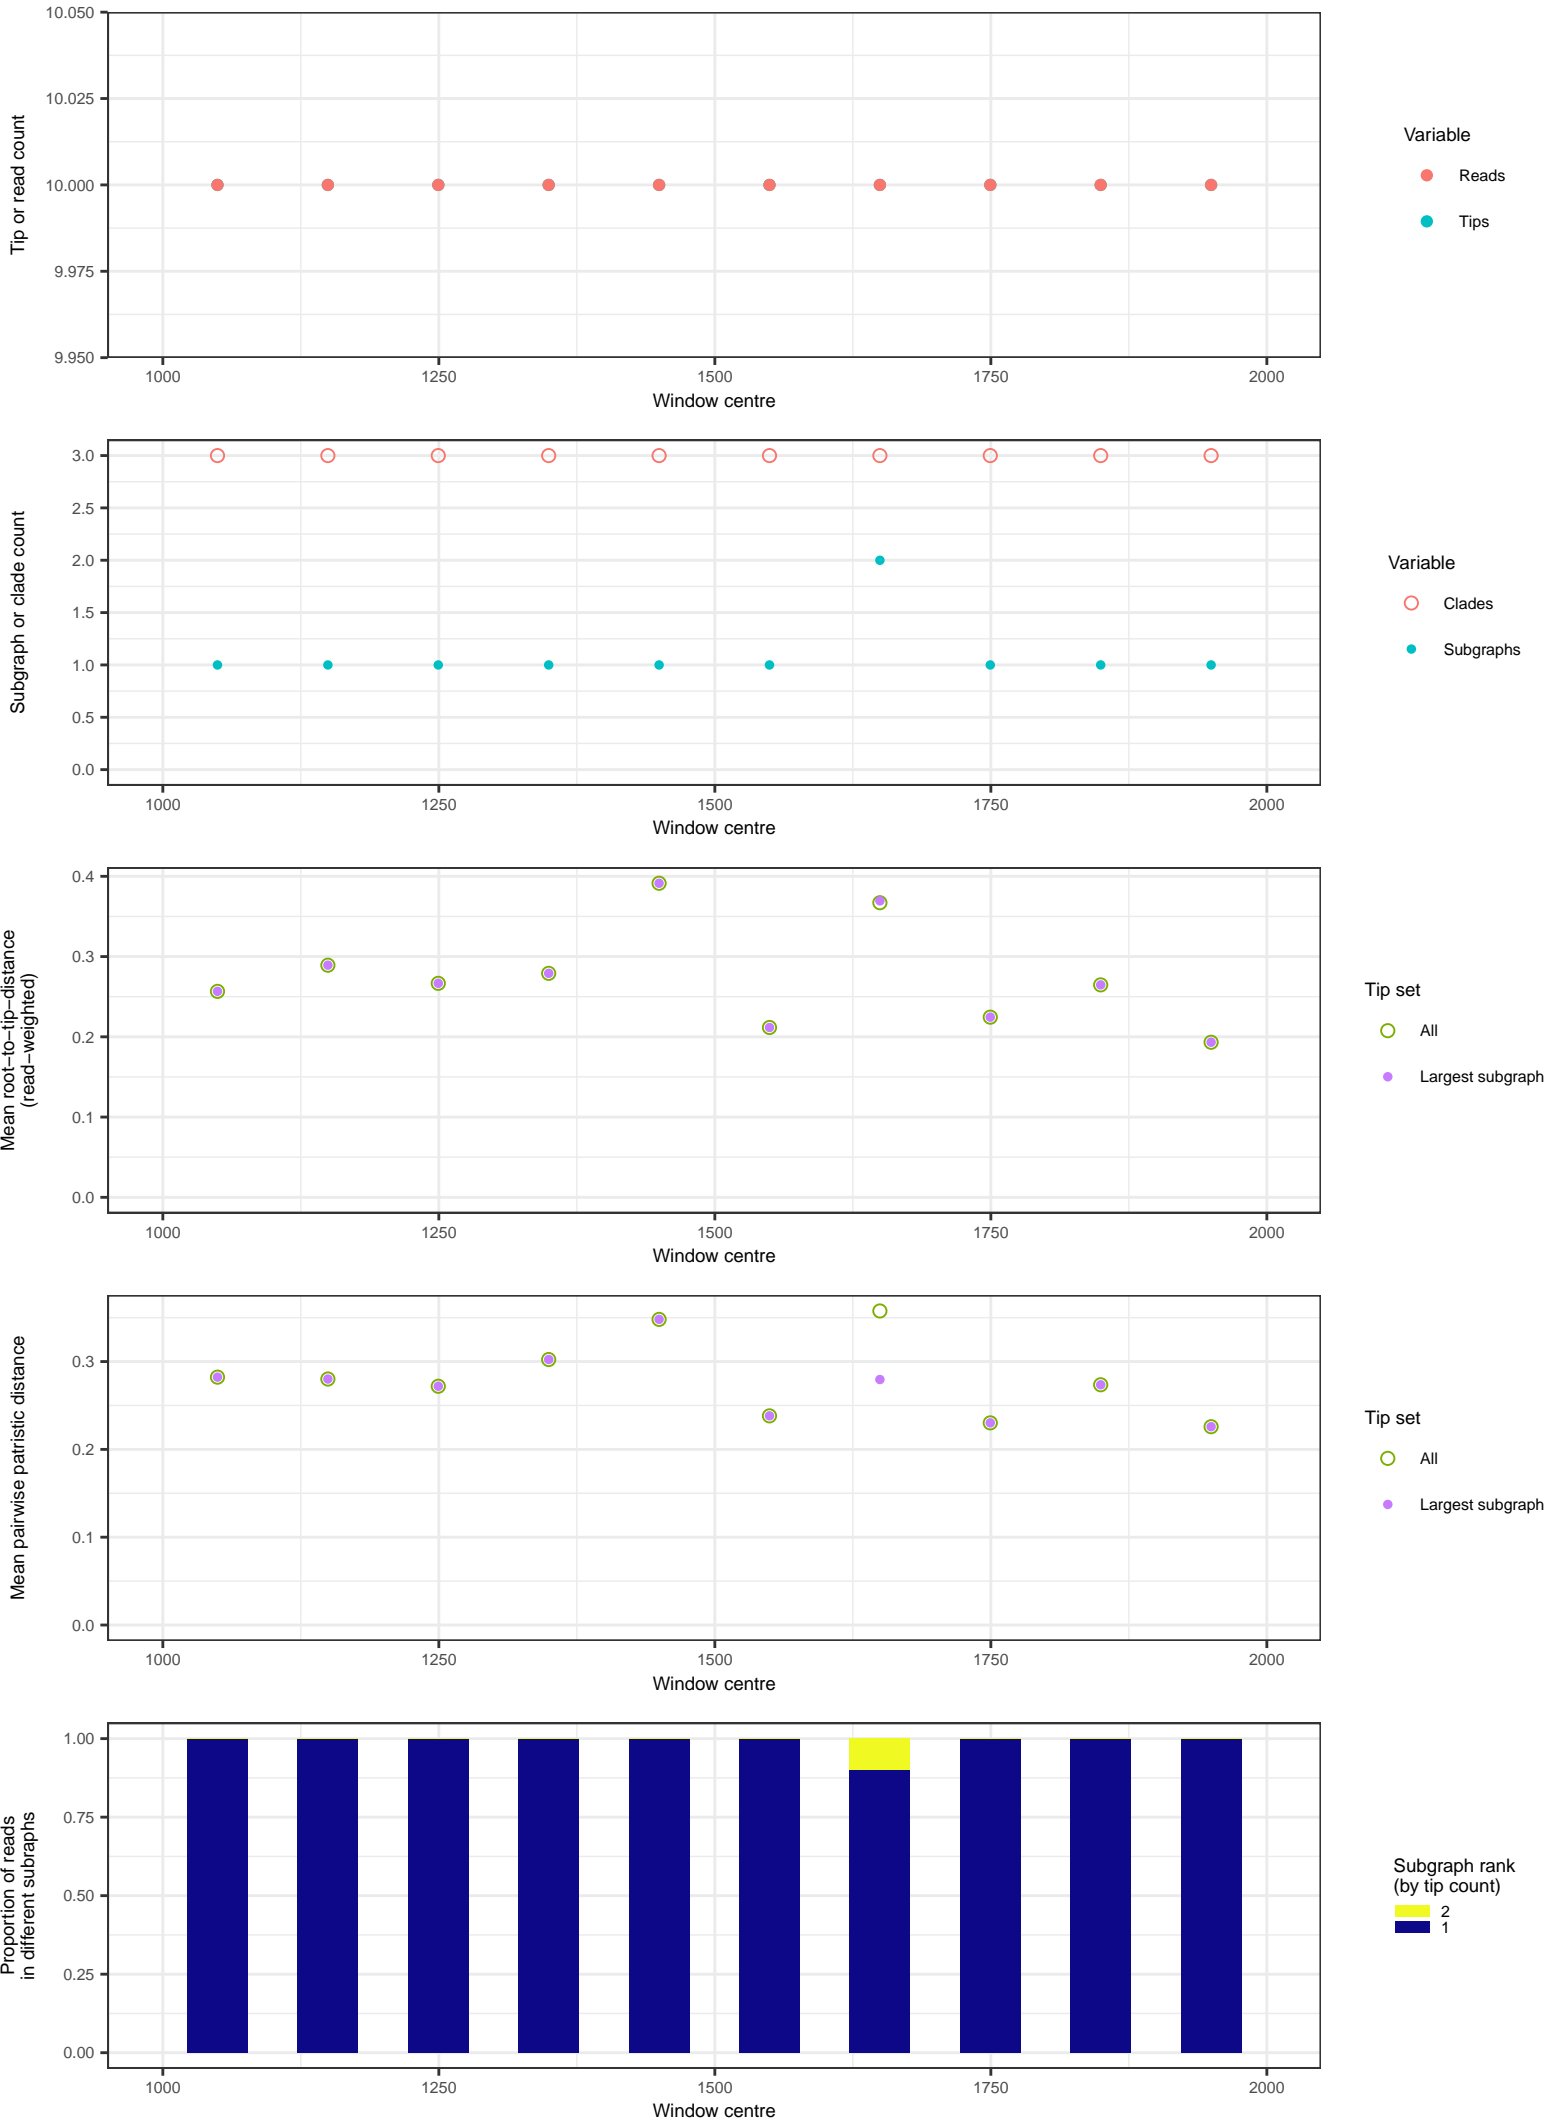 10.050
10.025
10.000
9.975
9.950
Tip or read count
1000 1250 1500 1750 2000
Window centre
Variable
Reads
Tips
3.0
2.5
2.0
1.5
1.0
0.5
0.0
Subgraph or clade count
1000 1250 1500 1750 2000
Window centre
Variable
Clades
Subgraphs
0.4
0.3
0.2
0.1
0.0
Mean root−to−tip−distance
(read−weighted)
1000 1250 1500 1750 2000
Window centre
Tip set
All
Largest subgraph
0.3
0.2
0.1
0.0
Mean pairwise patristic distance
1000 1250 1500 1750 2000
Window centre
Tip set
All
Largest subgraph
1.00
0.75
0.50
0.25
0.00
Proportion of reads
in different subraphs
1000 1250 1500 1750 2000
Window centre
Subgraph rank
(by tip count)
2
1